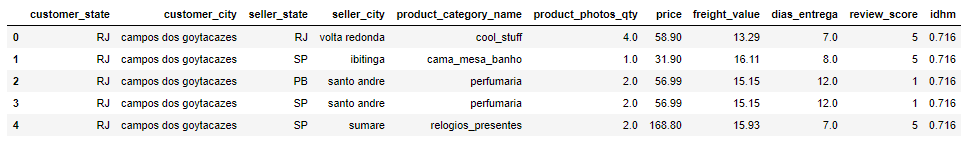 customer_state customer_city seller_state seller_city product_category_name product_photos_qty price freight_value dias_entrega review_score idhm
0 RJ campos dos goytacazes RJ volta redonda cool_stuff 4.0 58.90 13.29 7.0 5 0.716
1 RJ campos dos goytacazes SP ibitinga cama_mesa_banho 1.0 31.90 16.11 8.0 5 0.716
2 RJ campos dos goytacazes PB santo andre perfumaria 2.0 56.99 15.15 12.0 1 0.716
3 RJ campos dos goytacazes SP santo andre perfumaria 2.0 56.99 15.15 12.0 1 0.716
4 RJ campos dos goytacazes SP sumare relogios_presentes 2.0 168.80 15.93 7.0 5 0.716